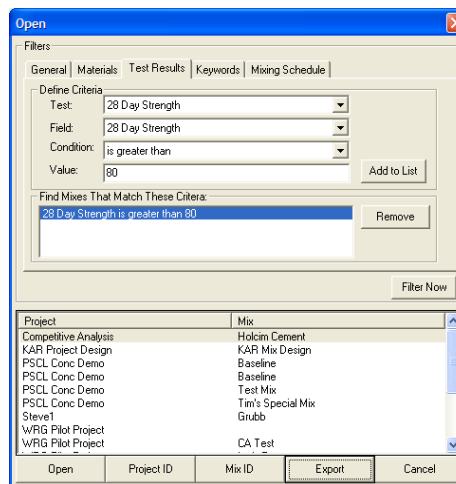 Open
Filters
General Materials Test Results Keywords Mixing Schedule
Define Criteria
Test: 28 Day Strength
Field: 28 Day Strength
Condition: is greater than
Value: 80 Add to List
Find Mixes That Match These Critera:
28 Day Strength is greater than 80 Remove
Filter Now
Project Mix
Competitive Analysis Holcim Cement
KAR Project Design KAR Mix Design
PSCL Conc Demo Baseline
PSCL Conc Demo Baseline
PSCL Conc Demo Test Mix
PSCL Conc Demo Tim's Special Mix
Steve1 Grubb
WRG Pilot Project
WRG Pilot Project CA Test
Open Project ID Mix ID Export Cancel